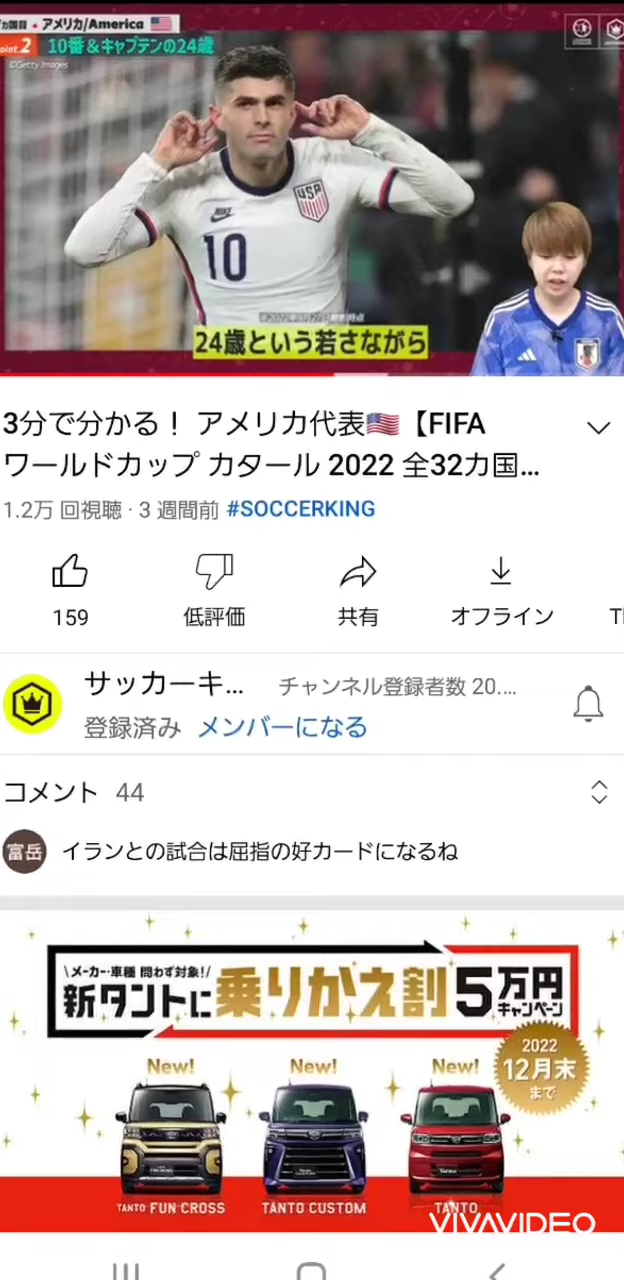 カ国目・アメリカ/America
Point.2 10番&キャプテンの24歳
©Getty Images
USA
10
24歳という若さながら
3分で分かる！ アメリカ代表🇺🇸【FIFA
ワールドカップ カタール 2022 全32カ国...
1.2万 回視聴・3 週間前 #SOCCERKING
159 低評価 共有 オフライン
サッカーキ... チャンネル登録者数 20....
登録済み メンバーになる
コメント 44
富岳 イランとの試合は屈指の好カードになるね
\メーカー・車種 問わず対象!/
新タントに乗りかえ割5万円キャンペーン
2022
12月末
まで
New! New! New!
TANTO FUN CROSS TANTO CUSTOM TANTO
VIVAVIDEO